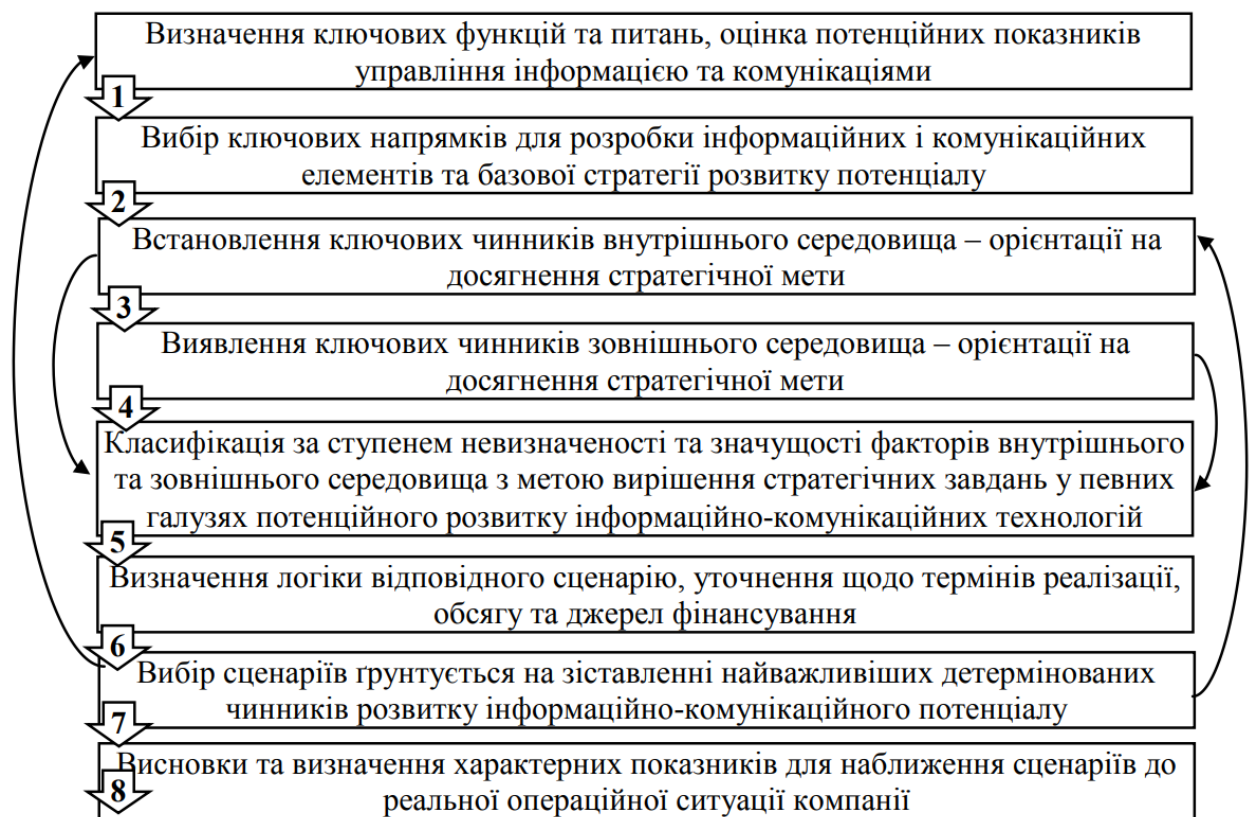 Визначення ключових функцій та питань, оцінка потенційних показників
управління інформацією та комунікаціями
1
Вибір ключових напрямків для розробки інформаційних і комунікаційних
елементів та базової стратегії розвитку потенціалу
2
Встановлення ключових чинників внутрішнього середовища – орієнтації на
досягнення стратегічної мети
3
Виявлення ключових чинників зовнішнього середовища – орієнтації на
досягнення стратегічної мети
4
Класифікація за ступенем невизначеності та значущості факторів внутрішнього
та зовнішнього середовища з метою вирішення стратегічних завдань у певних
галузях потенційного розвитку інформаційно-комунікаційних технологій
5
Визначення логіки відповідного сценарію, уточнення щодо термінів реалізації,
обсягу та джерел фінансування
6
Вибір сценаріїв ґрунтується на зіставленні найважливіших детермінованих
чинників розвитку інформаційно-комунікаційного потенціалу
7
Висновки та визначення характерних показників для наближення сценаріїв до
реальної операційної ситуації компанії
8